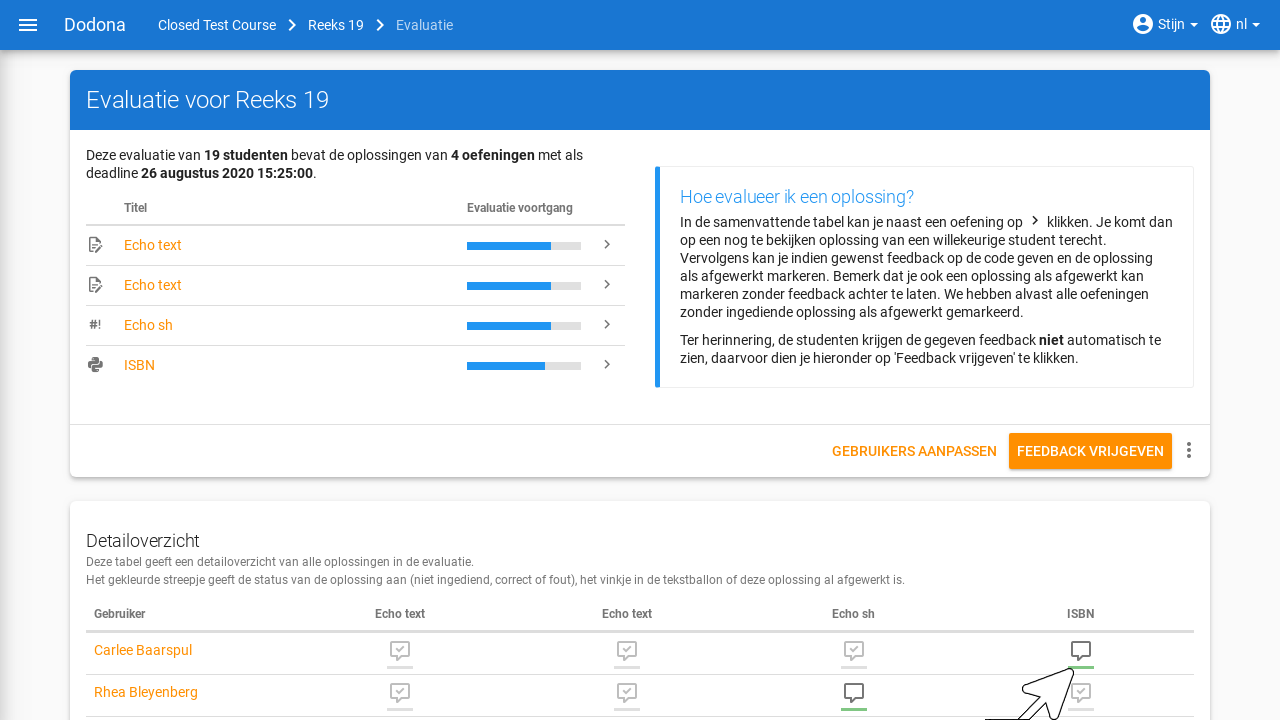 Dodona Closed Test Course Reeks 19 Evaluatie Stijn nl
Evaluatie voor Reeks 19
Deze evaluatie van 19 studenten bevat de oplossingen van 4 oefeningen met als
deadline 26 augustus 2020 15:25:00.
Titel Evaluatie voortgang
Echo text
Echo text
#! Echo sh
ISBN
Hoe evalueer ik een oplossing?
In de samenvattende tabel kan je naast een oefening op > klikken. Je komt dan
op een nog te bekijken oplossing van een willekeurige student terecht.
Vervolgens kan je indien gewenst feedback op de code geven en de oplossing
als afgewerkt markeren. Bemerk dat je ook een oplossing als afgewerkt kan
markeren zonder feedback achter te laten. We hebben alvast alle oefeningen
zonder ingediende oplossing als afgewerkt gemarkeerd.
Ter herinnering, de studenten krijgen de gegeven feedback niet automatisch te
zien, daarvoor dien je hieronder op 'Feedback vrijgeven' te klikken.
GEBRUIKERS AANPASSEN FEEDBACK VRIJGEVEN
Detailoverzicht
Deze tabel geeft een detailoverzicht van alle oplossingen in de evaluatie.
Het gekleurde streepje geeft de status van de oplossing aan (niet ingediend, correct of fout), het vinkje in de tekstballon of deze oplossing al afgewerkt is.
Gebruiker Echo text Echo text Echo sh ISBN
Carlee Baarspul
Rhea Bleyenberg